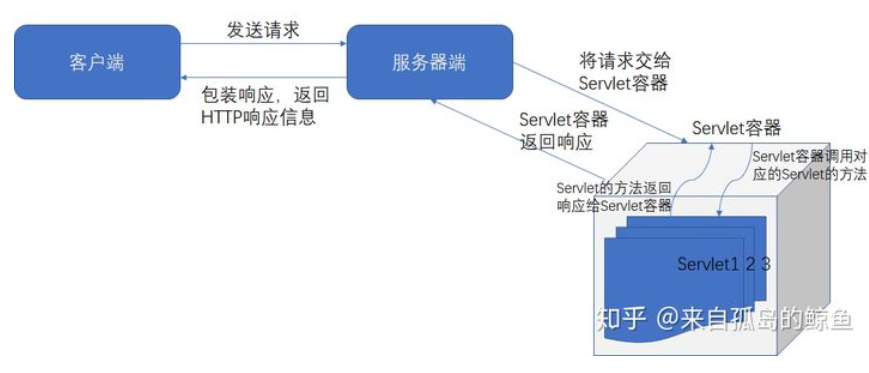 发送请求
客户端
服务器端
包装响应，返回
HTTP响应信息
将请求交给
Servlet容器
Servlet容器
返回响应
Servlet容器
Servlet容器调用对
应的Servlet的方法
Servlet的方法返回
响应给Servlet容器
Servlet1 2 3
知乎 @来自孤岛的鲸鱼